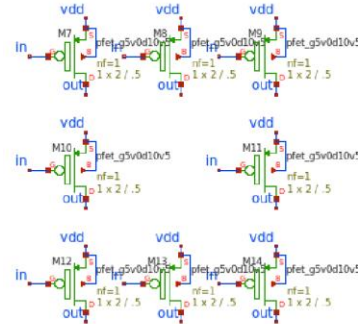 vdd vdd vdd
M7 M8 M9
in pfet_g5v0d10v5 in pfet_g5v0d10v5 in pfet_g5v0d10v5
G S B D G S B D G S B D
nf=1 nf=1 nf=1
out 1 x 2 / .5 out 1 x 2 / .5 out 1 x 2 / .5
vdd vdd
M10 M11
in pfet_g5v0d10v5 in pfet_g5v0d10v5
G S B D G S B D
nf=1 nf=1
out 1 x 2 / .5 out 1 x 2 / .5
vdd vdd vdd
M12 M13 M14
in pfet_g5v0d10v5 in pfet_g5v0d10v5 in pfet_g5v0d10v5
G S B D G S B D G S B D
nf=1 nf=1 nf=1
out 1 x 2 / .5 out 1 x 2 / .5 out 1 x 2 / .5